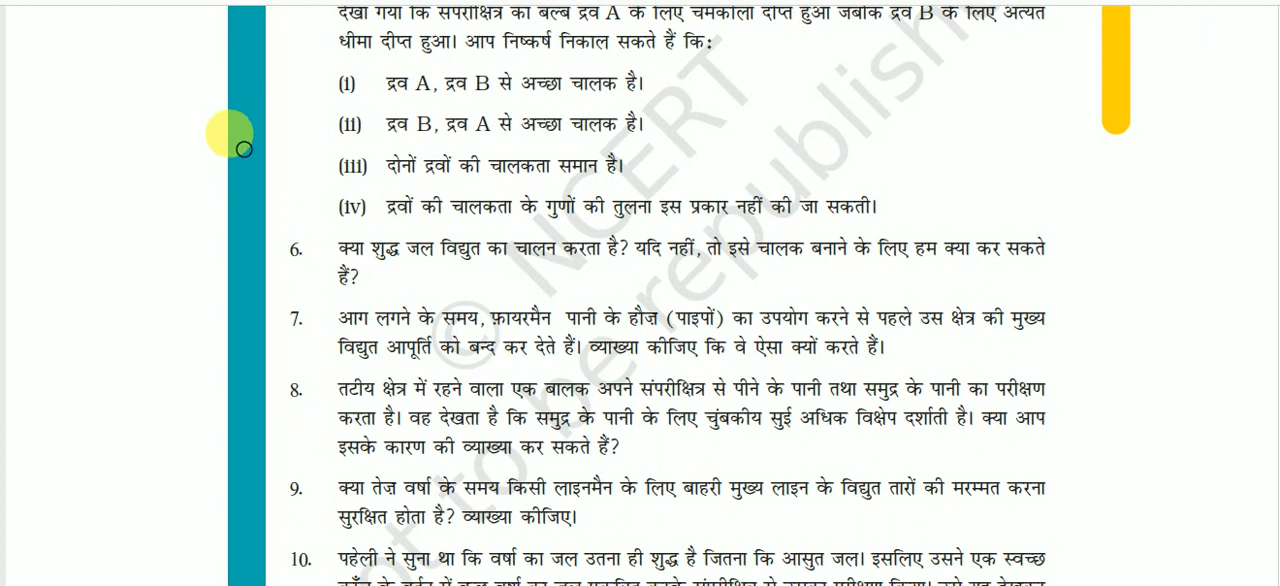 देखा गया कि संपरीक्षित्र का बल्ब द्रव A के लिए चमकीला दीप्त हुआ जबकि द्रव B के लिए अत्यंत
धीमा दीप्त हुआ। आप निष्कर्ष निकाल सकते हैं कि:
(i) द्रव A, द्रव B से अच्छा चालक है।
(ii) द्रव B, द्रव A से अच्छा चालक है।
(iii) दोनों द्रवों की चालकता समान है।
(iv) द्रवों की चालकता के गुणों की तुलना इस प्रकार नहीं की जा सकती।
6. क्या शुद्ध जल विद्युत का चालन करता है? यदि नहीं, तो इसे चालक बनाने के लिए हम क्या कर सकते
हैं?
7. आग लगने के समय, फ़ायरमैन पानी के हौज़ (पाइपों) का उपयोग करने से पहले उस क्षेत्र की मुख्य
विद्युत आपूर्ति को बन्द कर देते हैं। व्याख्या कीजिए कि वे ऐसा क्यों करते हैं।
8. तटीय क्षेत्र में रहने वाला एक बालक अपने संपरीक्षित्र से पीने के पानी तथा समुद्र के पानी का परीक्षण
करता है। वह देखता है कि समुद्र के पानी के लिए चुंबकीय सुई अधिक विक्षेप दर्शाती है। क्या आप
इसके कारण की व्याख्या कर सकते हैं?
9. क्या तेज़ वर्षा के समय किसी लाइनमैन के लिए बाहरी मुख्य लाइन के विद्युत तारों की मरम्मत करना
सुरक्षित होता है? व्याख्या कीजिए।
10. पहेली ने सुना था कि वर्षा का जल उतना ही शुद्ध है जितना कि आसुत जल। इसलिए उसने एक स्वच्छ
© NCERT
not to be republish